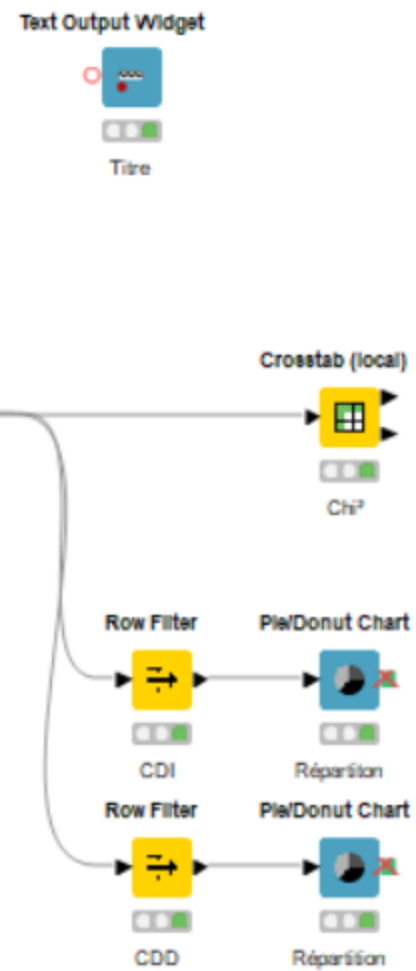 Text Output Widget
Titre
Crosstab (local)
Chi²
Row Filter Pie/Donut Chart
CDI Répartiton
Row Filter Pie/Donut Chart
CDD Répartition